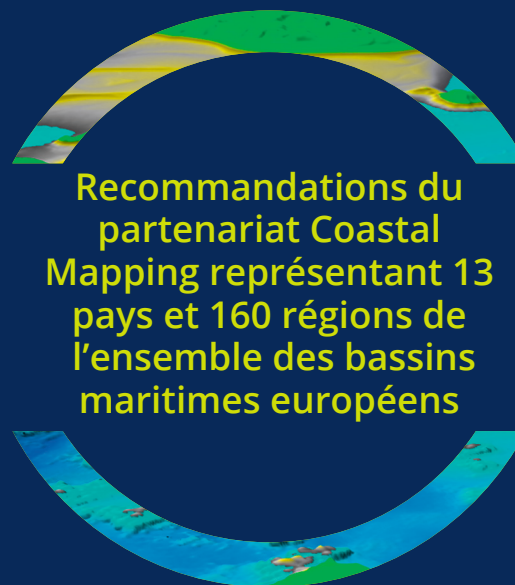 Recommandations du
partenariat Coastal
Mapping représentant 13
pays et 160 régions de
l’ensemble des bassins
maritimes européens